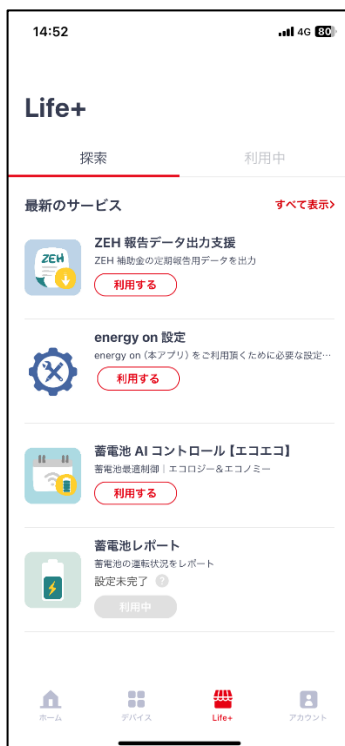 14:52
4G 80
Life+
探索 利用中
最新のサービス すべて表示>
ZEH 報告データ出力支援
ZEH
ZEH 補助金の定期報告用データを出力
利用する
energy on 設定
energy on（本アプリ）をご利用頂くために必要な設定…
利用する
蓄電池 AI コントロール【エコエコ】
蓄電池最適制御｜エコロジー＆エコノミー
利用する
蓄電池レポート
蓄電池の運転状況をレポート
設定未完了 ?
利用中
ホーム デバイス Life+ アカウント